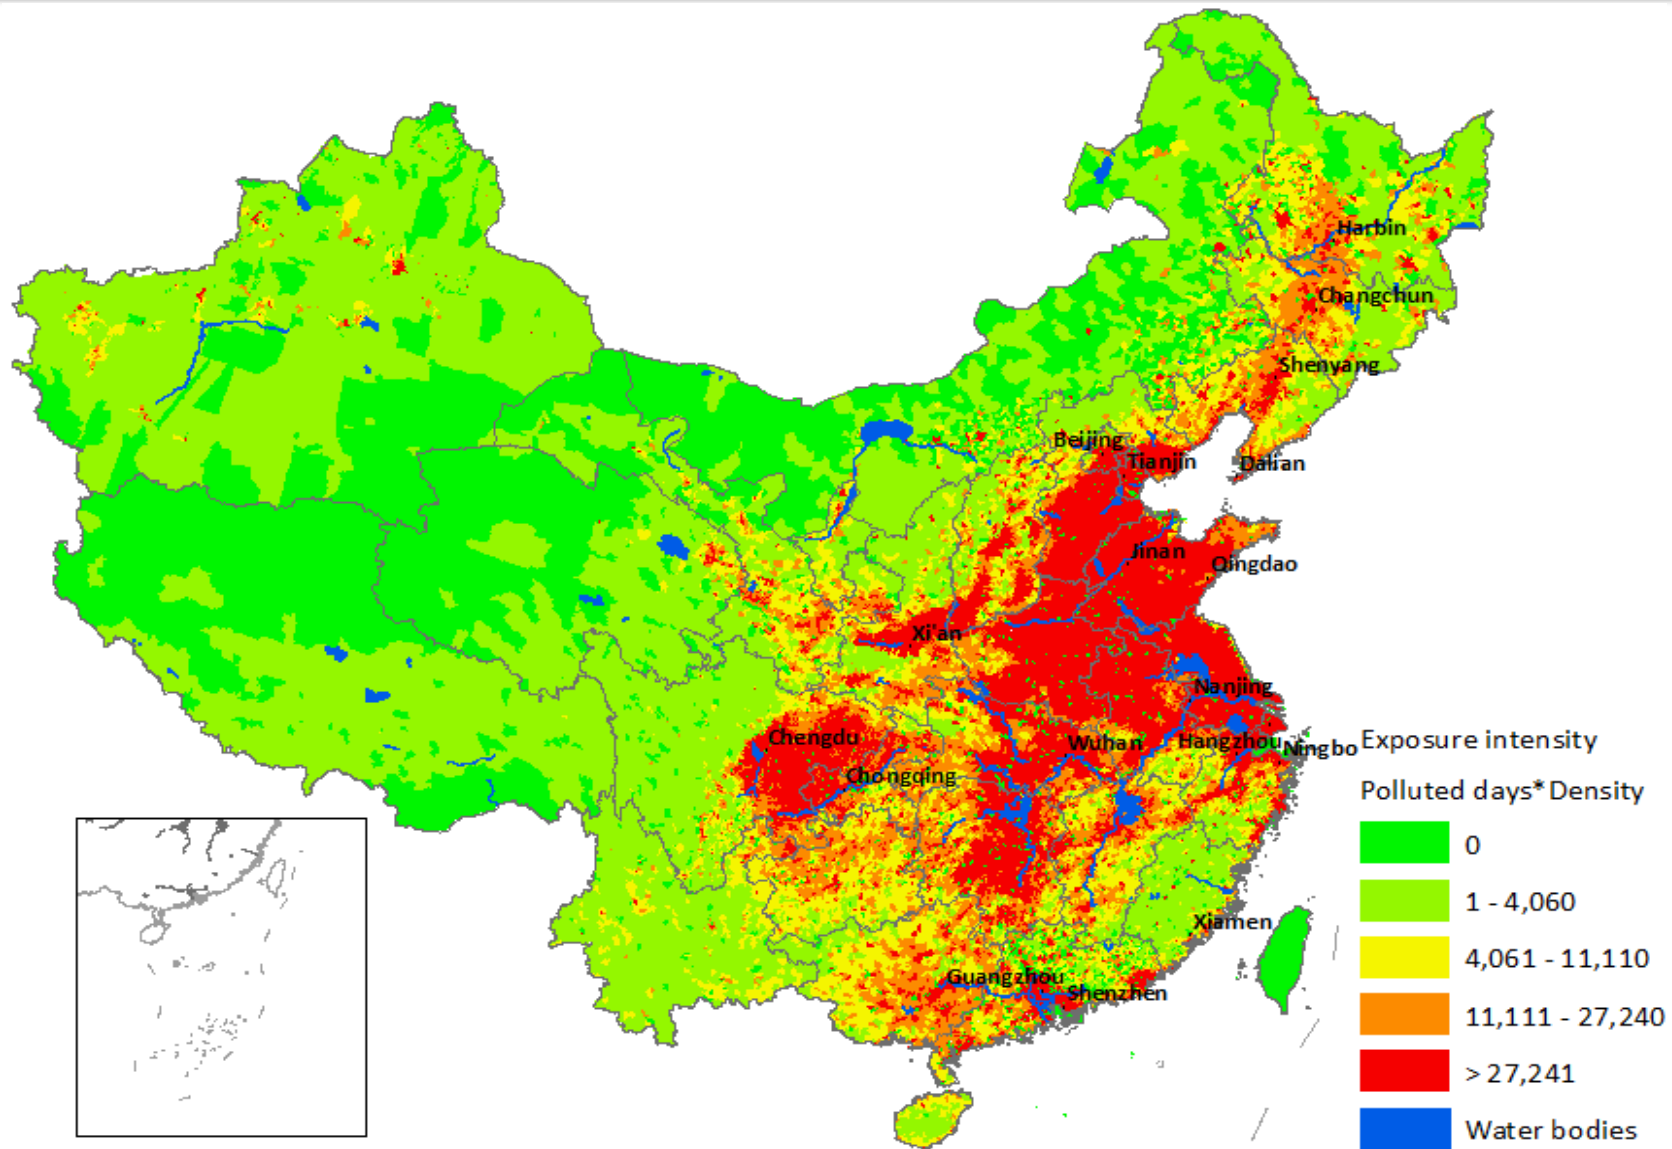 Harbin
Changchun
Shenyang
Beijing
Tianjin
Dalian
Jinan
Qingdao
Xi'an
Nanjing
Chengdu
Wuhan
Hangzhou
Ningbo
Chongqing
Xiamen
Guangzhou
Shenzhen
Exposure intensity
Polluted days*Density
0
1 - 4,060
4,061 - 11,110
11,111 - 27,240
> 27,241
Water bodies